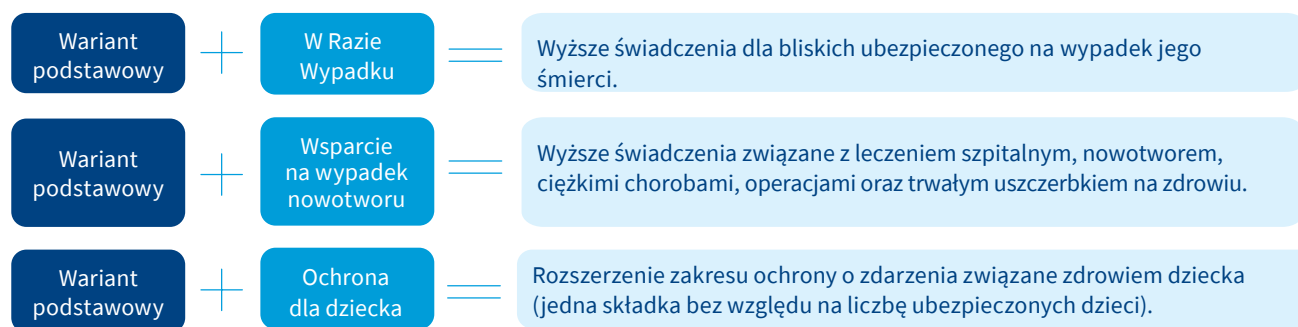 Wariant
podstawowy
W Razie
Wypadku
Wyższe świadczenia dla bliskich ubezpieczonego na wypadek jego
śmierci.
Wariant
podstawowy
Wsparcie
na wypadek
nowotworu
Wyższe świadczenia związane z leczeniem szpitalnym, nowotworem,
ciężkimi chorobami, operacjami oraz trwałym uszczerbkiem na zdrowiu.
Wariant
podstawowy
Ochrona
dla dziecka
Rozszerzenie zakresu ochrony o zdarzenia związane zdrowiem dziecka
(jedna składka bez względu na liczbę ubezpieczonych dzieci).